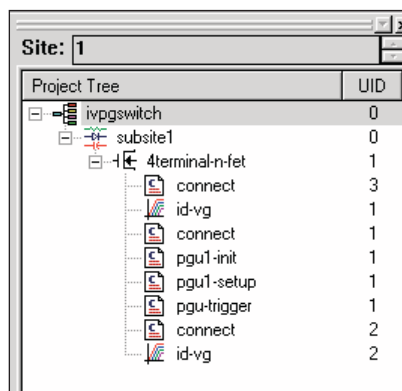 Site: 1
Project Tree UID
ivpgswitch 0
subsite1 0
4terminal-n-fet 1
connect 3
id-vg 1
connect 1
pgu1-init 1
pgu1-setup 1
pgu-trigger 1
connect 2
id-vg 2